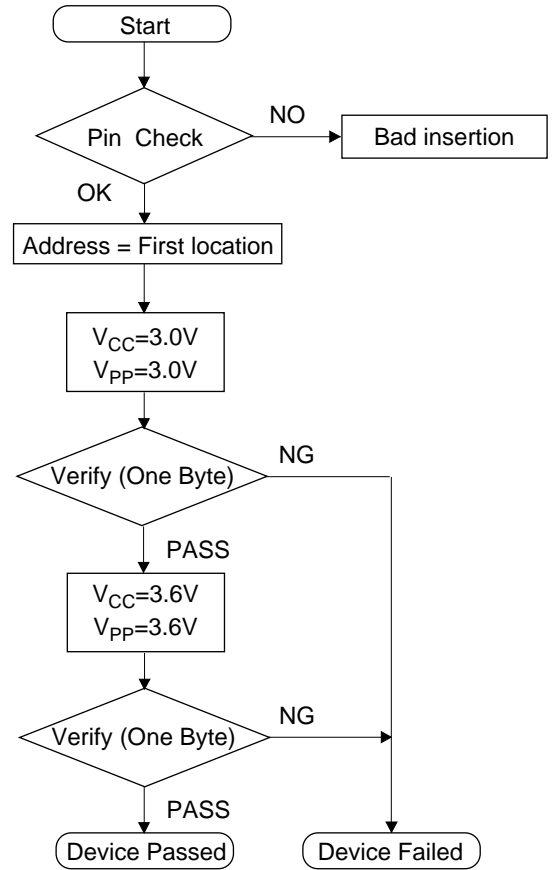 Start
Pin Check
NO
Bad insertion
OK
Address = First location
VCC=3.0V
VPP=3.0V
Verify (One Byte)
NG
PASS
VCC=3.6V
VPP=3.6V
Verify (One Byte)
NG
PASS
Device Passed
Device Failed